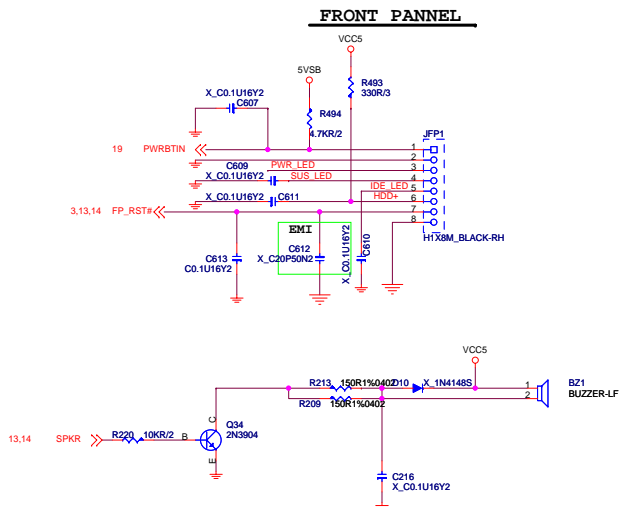 FRONT PANNEL
VCC5
5VSB
R493
330R/3
X_C0.1U16Y2
C607
R494
4.7KR/2
JFP1
19 PWRBTIN
1
2
3
4
5
6
7
8
C609
X_C0.1U16Y2
PWR_LED
SUS_LED
IDE_LED
X_C0.1U16Y2
C611
HDD+
3,13,14 FP_RST#
H1X8M_BLACK-RH
EMI
C613
C0.1U16Y2
C612
X_C20P50N2
X_C0.1U16Y2
C610
VCC5
R213
150R1%0402
D10
X_1N4148S
1
2
BZ1
BUZZER-LF
R209
150R1%0402
C
Q34
2N3904
13,14 SPKR
R220
10KR/2
B
E
C216
X_C0.1U16Y2